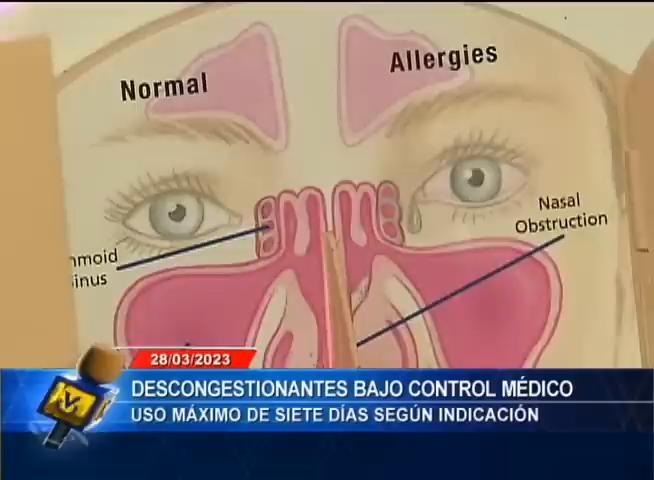 Normal
Allergies
Nasal
Obstruction
hmoid
inus
28/03/2023
DESCONGESTIONANTES BAJO CONTROL MÉDICO
USO MÁXIMO DE SIETE DÍAS SEGÚN INDICACIÓN